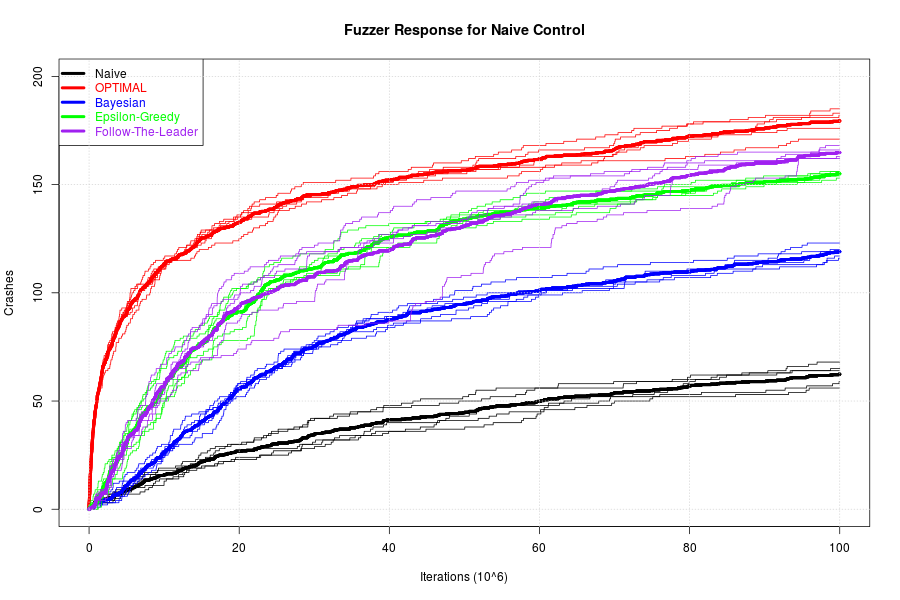 Fuzzer Response for Naive Control
Naive
OPTIMAL
Bayesian
Epsilon-Greedy
Follow-The-Leader
200
150
100
50
0
Crashes
0 20 40 60 80 100
Iterations (10^6)